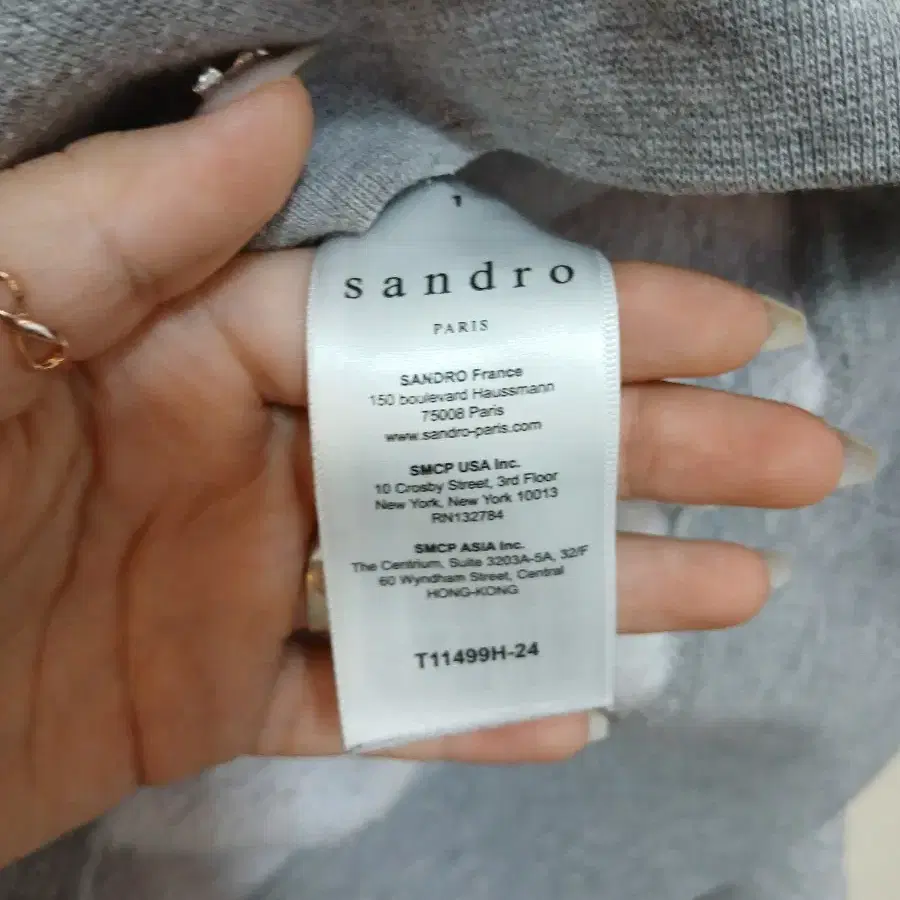 1
sandro
PARIS
SANDRO France
150 boulevard Haussmann
75008 Paris
www.sandro-paris.com
SMCP USA Inc.
10 Crosby Street, 3rd Floor
New York, New York 10013
RN132784
SMCP ASIA Inc.
The Centrium, Suite 3203A-5A, 32/F
60 Wyndham Street, Central
HONG-KONG
T11499H-24